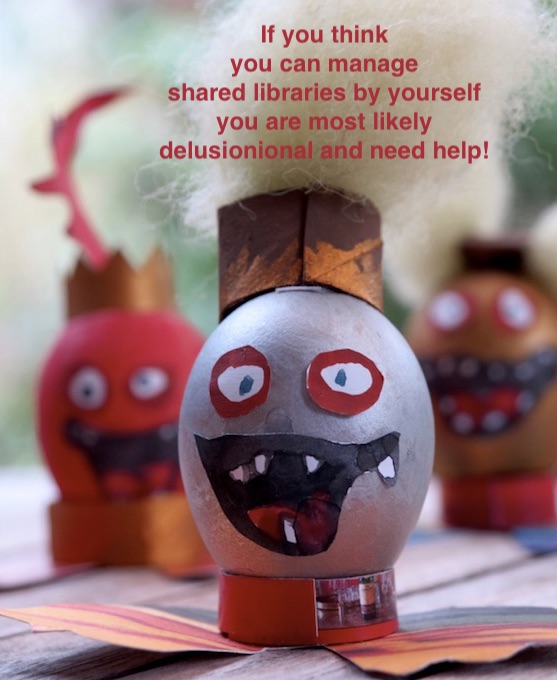 If you think
you can manage
shared libraries by yourself
you are most likely
delusionional and need help!